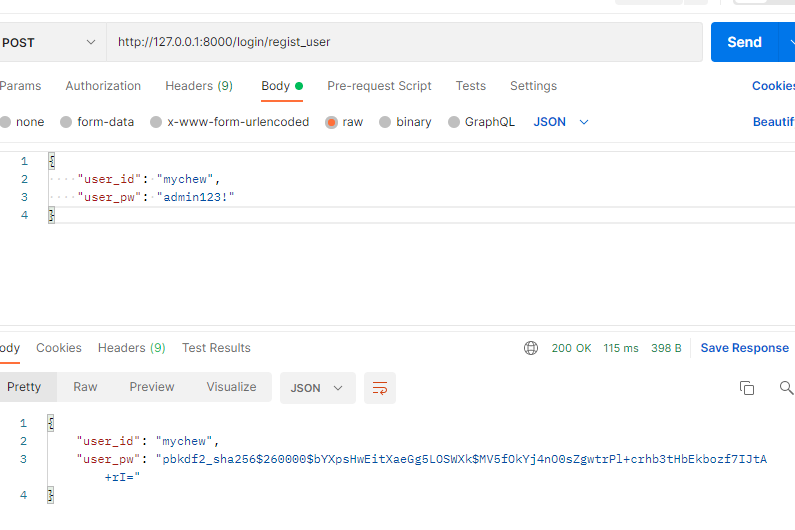 POST http://127.0.0.1:8000/login/regist_user Send
Params Authorization Headers (9) Body Pre-request Script Tests Settings Cookies
none form-data x-www-form-urlencoded raw binary GraphQL JSON Beautif
1 {
2 "user_id": "mychew",
3 "user_pw": "admin123!"
4 }
ody Cookies Headers (9) Test Results 200 OK 115 ms 398 B Save Response
Pretty Raw Preview Visualize JSON
1 {
2 "user_id": "mychew",
3 "user_pw": "pbkdf2_sha256$260000$bYXpsHwEitXaeGg5LOSWXk$MV5fOkYj4nO0sZgwtrPl+crhb3tHbEkbozf7IJtA
+rI="
4 }